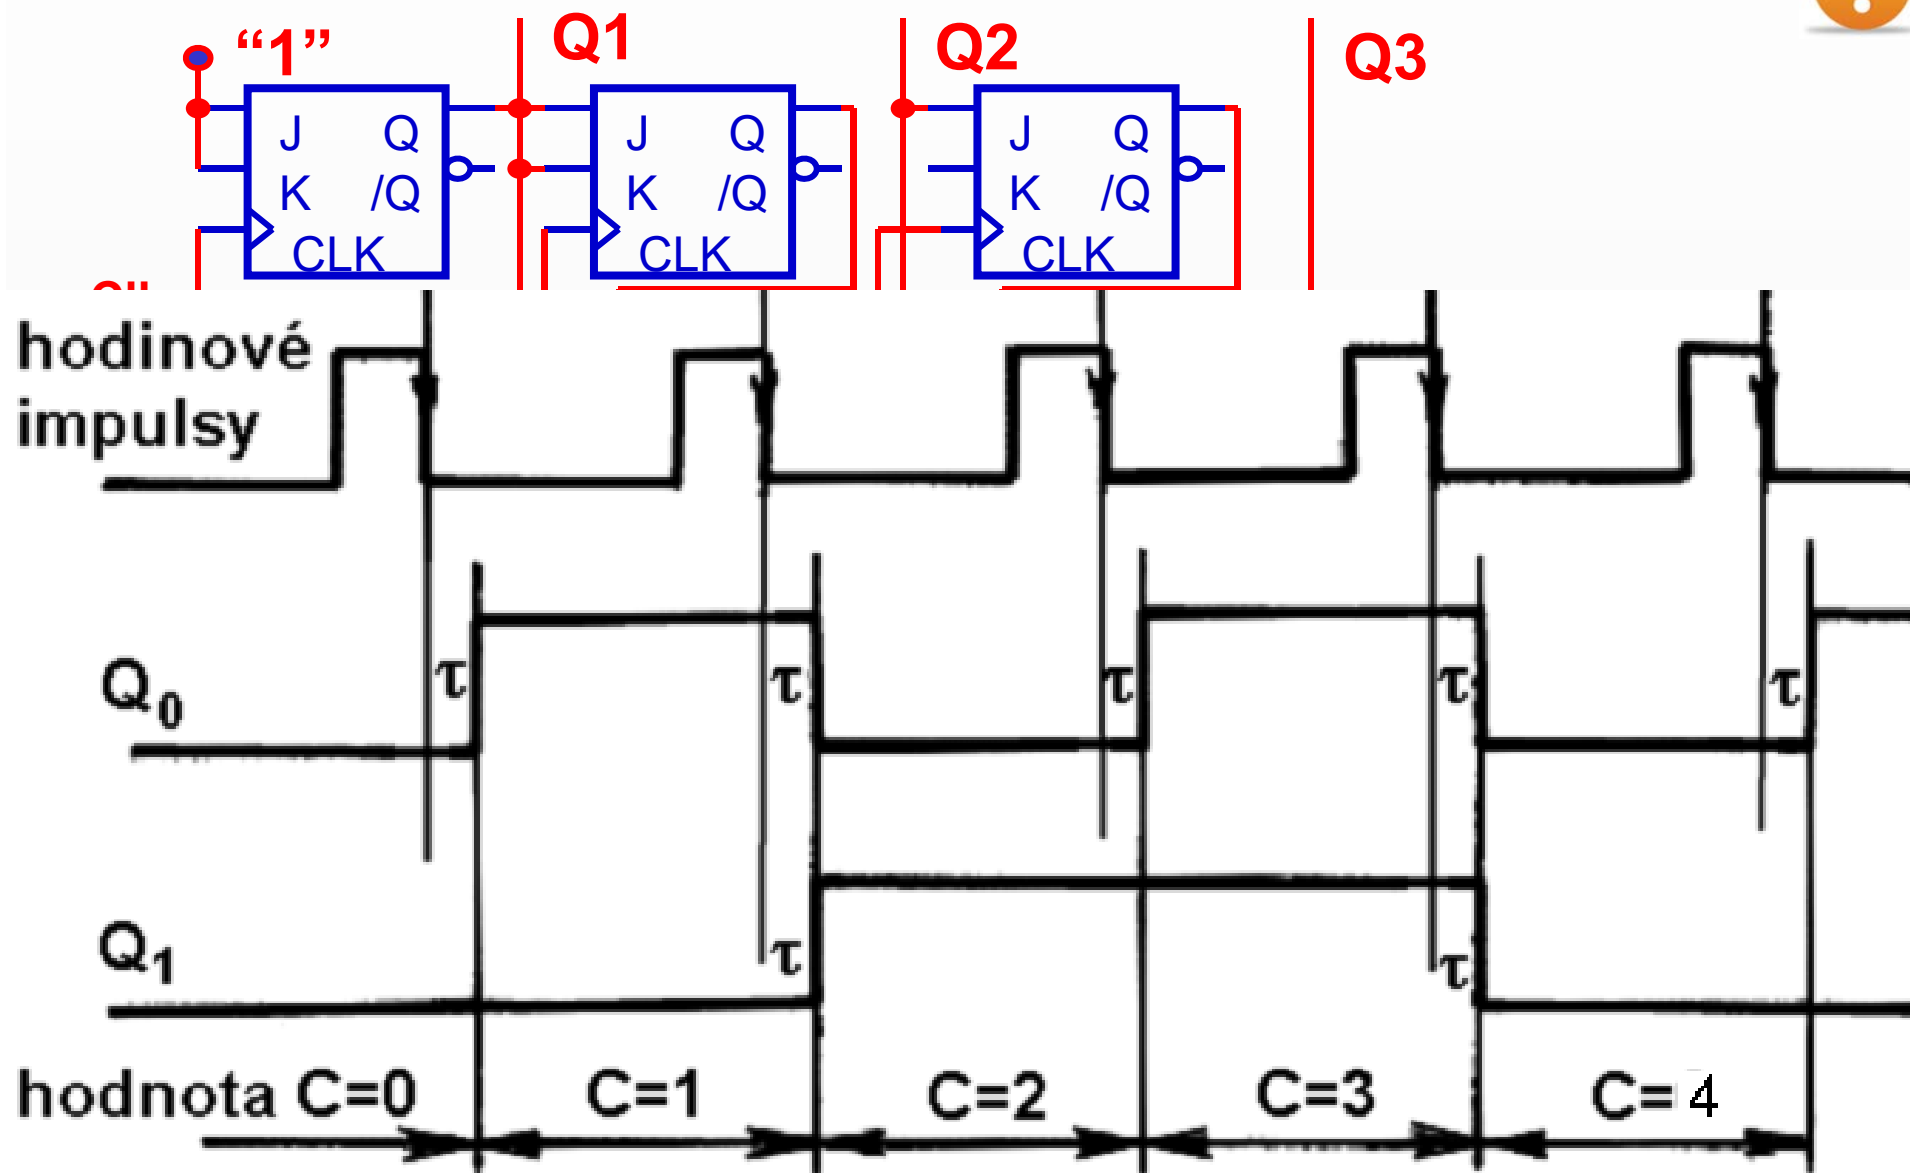 “1” Q1 Q2 Q3
J Q J Q J Q
K /Q K /Q K /Q
CLK CLK CLK
hodinové
impulsy
Q0 τ τ τ τ τ
Q1 τ τ
hodnota C=0 C=1 C=2 C=3 C= 4